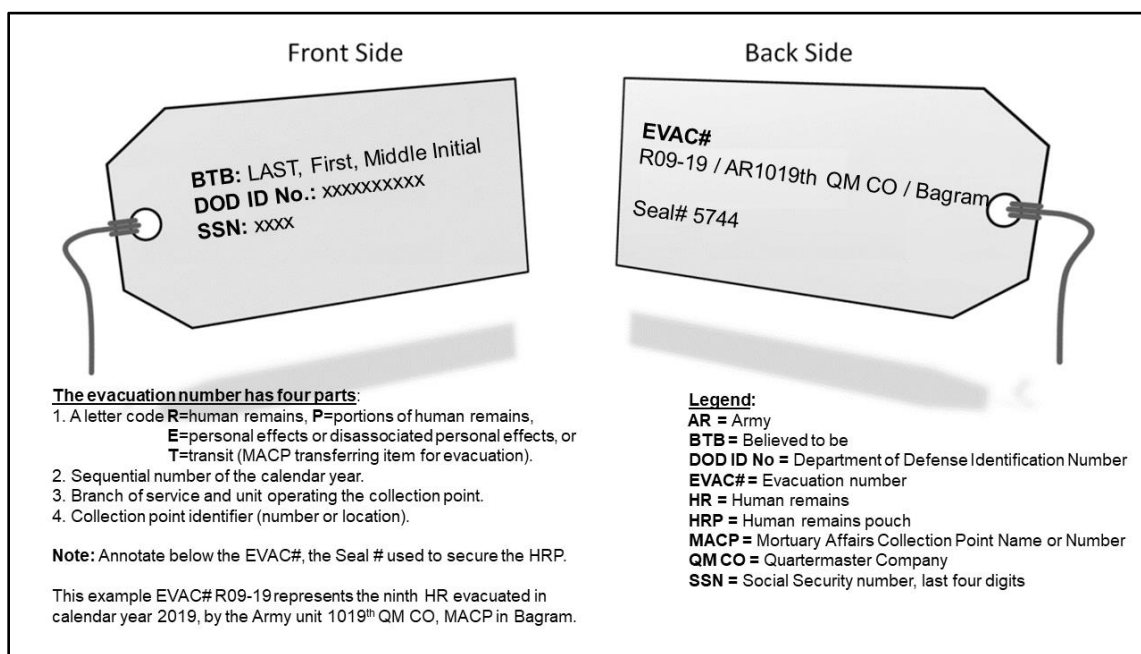 Front Side
BTB: LAST, First, Middle Initial
DOD ID No.: xxxxxxxxxx
SSN: xxxx
Back Side
EVAC#
R09-19 / AR1019th QM CO / Bagram
Seal# 5744
The evacuation number has four parts:
1. A letter code R=human remains, P=portions of human remains,
E=personal effects or disassociated personal effects, or
T=transit (MACP transferring item for evacuation).
2. Sequential number of the calendar year.
3. Branch of service and unit operating the collection point.
4. Collection point identifier (number or location).
Note: Annotate below the EVAC#, the Seal # used to secure the HRP.
This example EVAC# R09-19 represents the ninth HR evacuated in
calendar year 2019, by the Army unit 1019th QM CO, MACP in Bagram.
Legend:
AR = Army
BTB = Believed to be
DOD ID No = Department of Defense Identification Number
EVAC# = Evacuation number
HR = Human remains
HRP = Human remains pouch
MACP = Mortuary Affairs Collection Point Name or Number
QM CO = Quartermaster Company
SSN = Social Security number, last four digits